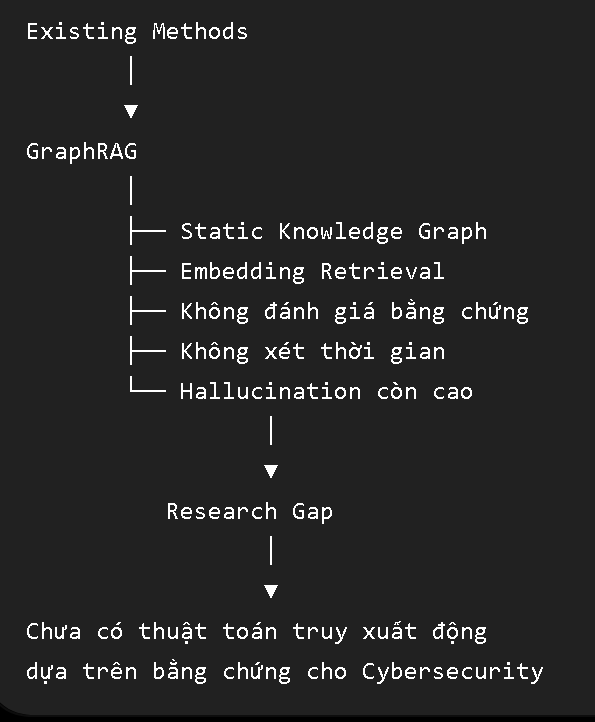 Existing Methods
│
▼
GraphRAG
│
├── Static Knowledge Graph
├── Embedding Retrieval
├── Không đánh giá bằng chứng
├── Không xét thời gian
└── Hallucination còn cao
│
▼
Research Gap
│
▼
Chưa có thuật toán truy xuất động
dựa trên bằng chứng cho Cybersecurity